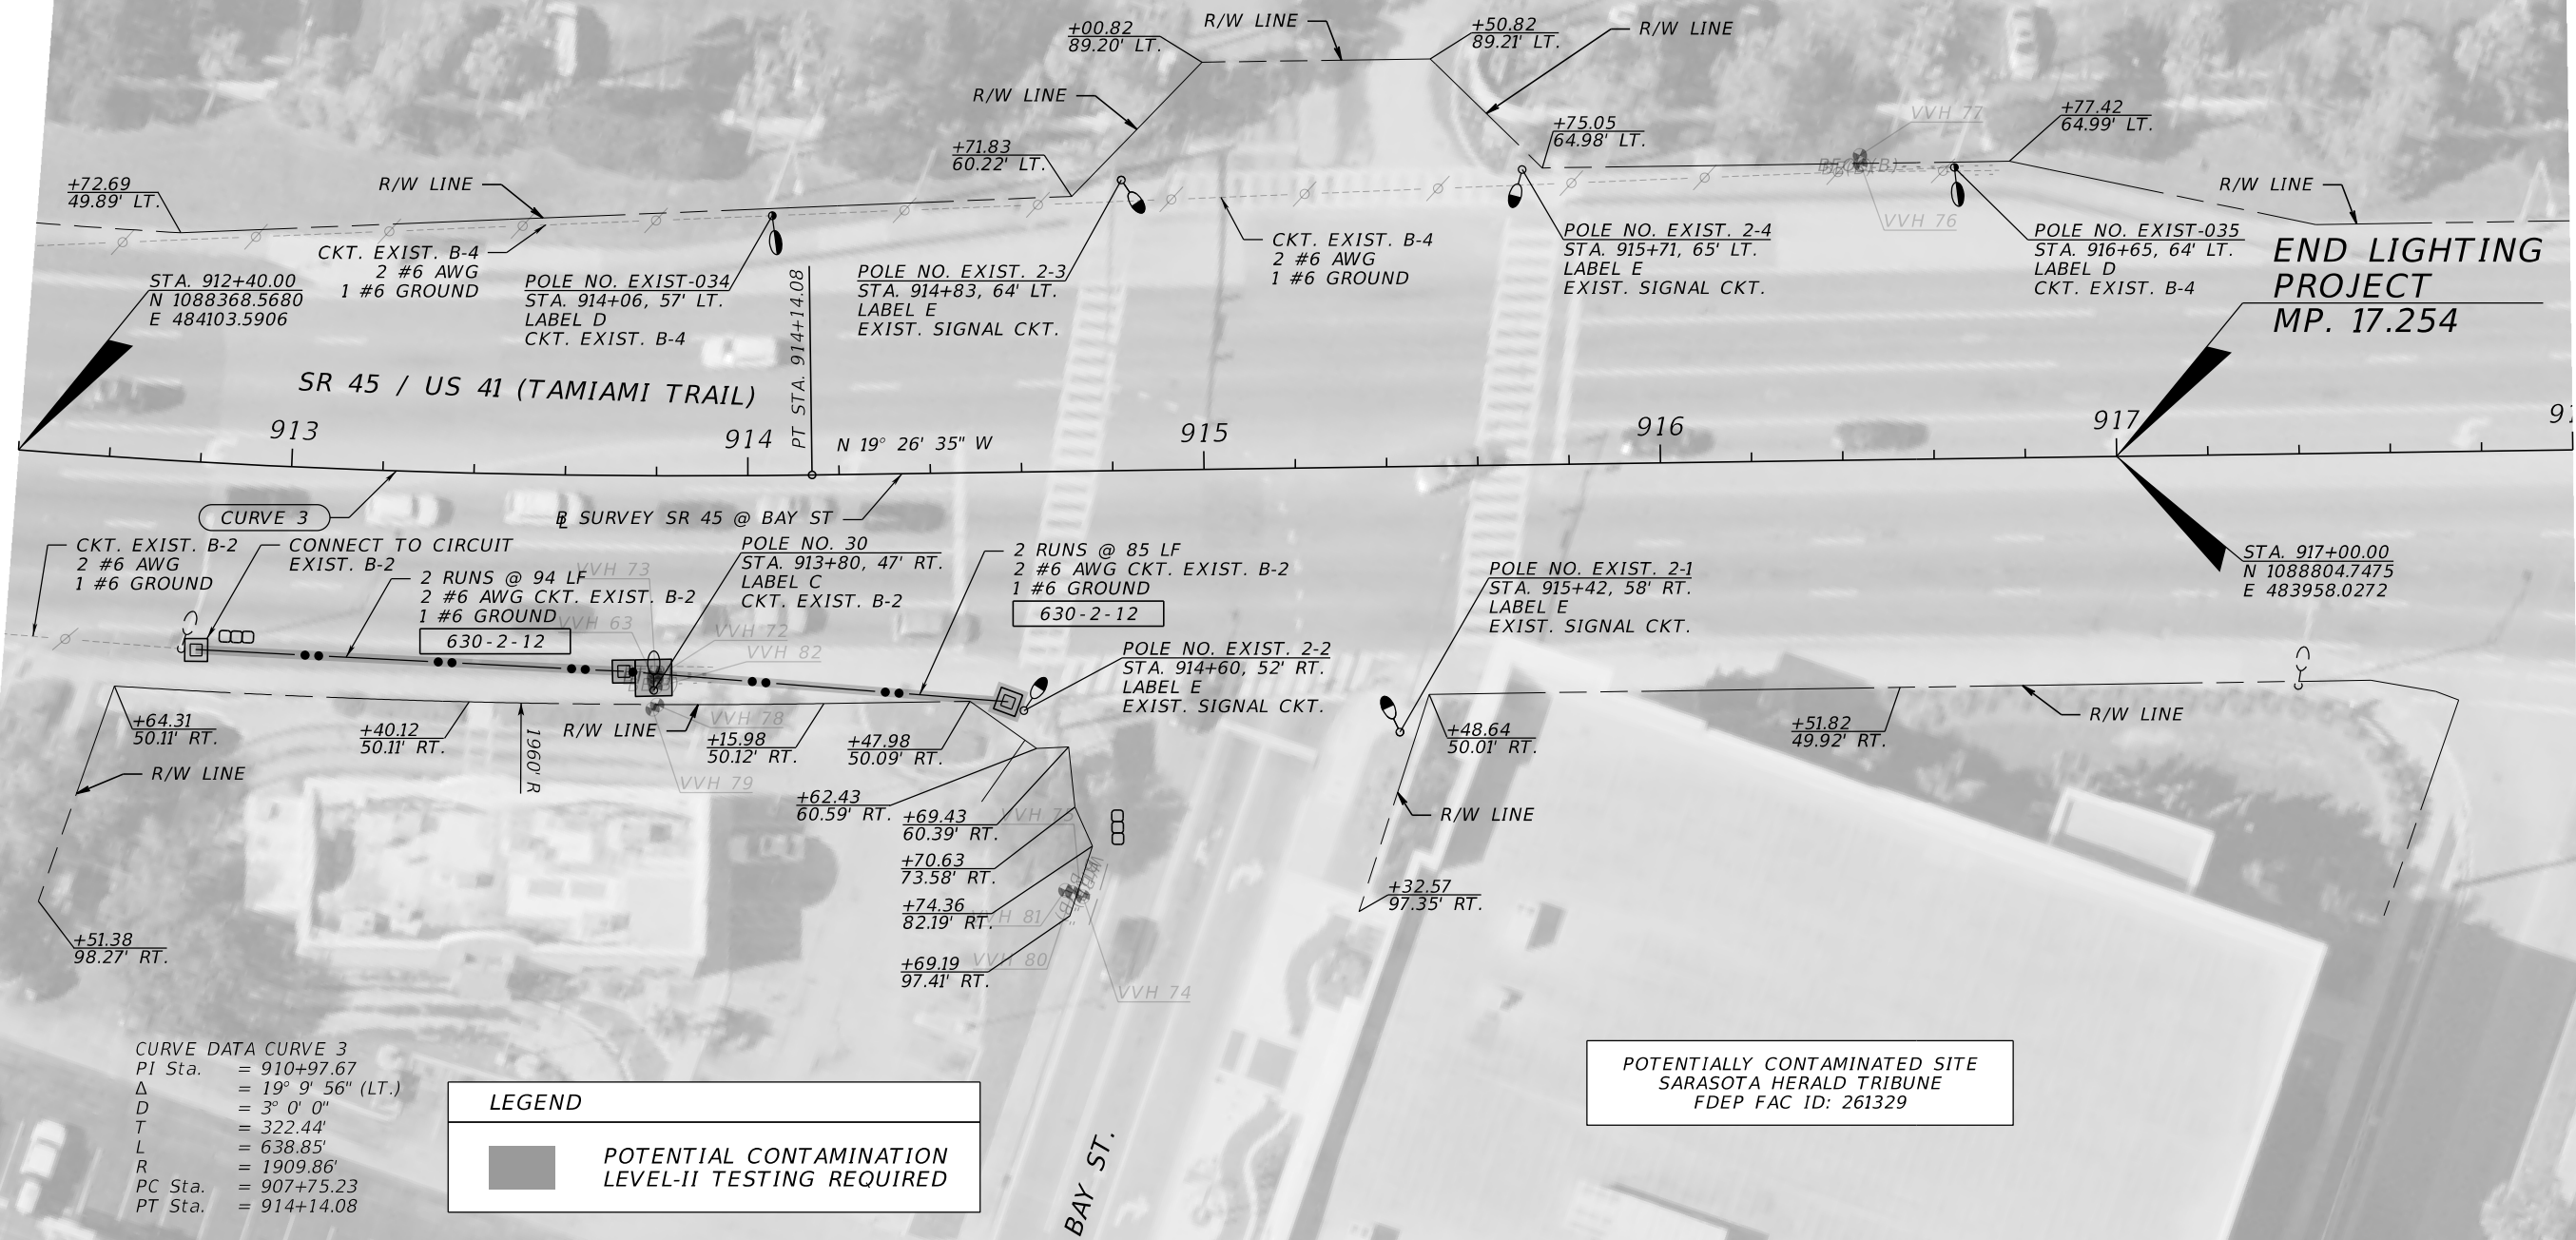 +00.82
89.20' LT.
R/W LINE
+50.82
89.21' LT.
R/W LINE
R/W LINE
+71.83
60.22' LT.
+75.05
64.98' LT.
VVH 77
+77.42
64.99' LT.
+72.69
49.89' LT.
R/W LINE
R/W LINE
VVH 76
CKT. EXIST. B-4
2 #6 AWG
1 #6 GROUND
STA. 912+40.00
N 1088368.5680
E 484103.5906
POLE NO. EXIST-034
STA. 914+06, 57' LT.
LABEL D
CKT. EXIST. B-4
PT STA. 914+14.08
POLE NO. EXIST. 2-3
STA. 914+83, 64' LT.
LABEL E
EXIST. SIGNAL CKT.
CKT. EXIST. B-4
2 #6 AWG
1 #6 GROUND
POLE NO. EXIST. 2-4
STA. 915+71, 65' LT.
LABEL E
EXIST. SIGNAL CKT.
POLE NO. EXIST-035
STA. 916+65, 64' LT.
LABEL D
CKT. EXIST. B-4
END LIGHTING
PROJECT
MP. 17.254
SR 45 / US 41 (TAMIAMI TRAIL)
913
914
915
916
917
N 19° 26' 35" W
CURVE 3
BL SURVEY SR 45 @ BAY ST
CKT. EXIST. B-2
2 #6 AWG
1 #6 GROUND
CONNECT TO CIRCUIT
EXIST. B-2
2 RUNS @ 94 LF
2 #6 AWG CKT. EXIST. B-2
1 #6 GROUND
630-2-12
VVH 73
VVH 63
VVH 72
VVH 82
POLE NO. 30
STA. 913+80, 47' RT.
LABEL C
CKT. EXIST. B-2
2 RUNS @ 85 LF
2 #6 AWG CKT. EXIST. B-2
1 #6 GROUND
630-2-12
POLE NO. EXIST. 2-2
STA. 914+60, 52' RT.
LABEL E
EXIST. SIGNAL CKT.
POLE NO. EXIST. 2-1
STA. 915+42, 58' RT.
LABEL E
EXIST. SIGNAL CKT.
STA. 917+00.00
N 1088804.7475
E 483958.0272
+64.31
50.11' RT.
+40.12
50.11' RT.
1960' R
R/W LINE
VVH 78
+15.98
50.12' RT.
+47.98
50.09' RT.
+48.64
50.01' RT.
+51.82
49.92' RT.
R/W LINE
R/W LINE
VVH 79
+62.43
60.59' RT.
+69.43
60.39' RT.
VVH 75
R/W LINE
+70.63
73.58' RT.
+74.36
82.19' RT.
VVH 81
+32.57
97.35' RT.
+51.38
98.27' RT.
+69.19
97.41' RT.
VVH 80
VVH 74
CURVE DATA CURVE 3
PI Sta. = 910+97.67
Δ = 19° 9' 56" (LT.)
D = 3° 0' 0"
T = 322.44'
L = 638.85'
R = 1909.86'
PC Sta. = 907+75.23
PT Sta. = 914+14.08
LEGEND
POTENTIAL CONTAMINATION
LEVEL-II TESTING REQUIRED
BAY ST.
POTENTIALLY CONTAMINATED SITE
SARASOTA HERALD TRIBUNE
FDEP FAC ID: 261329